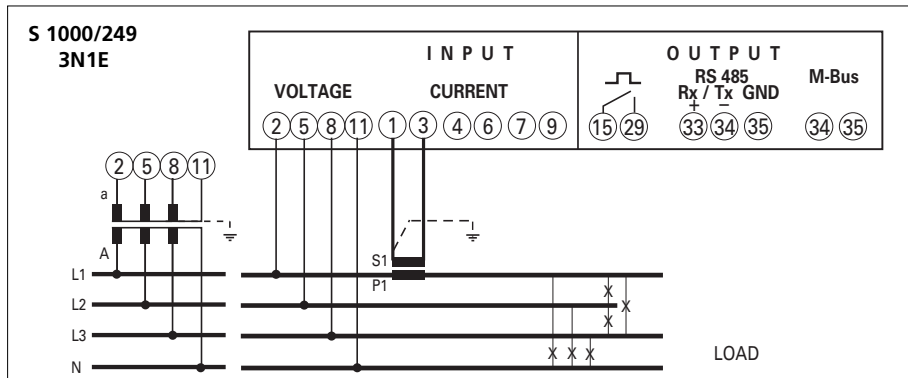 S 1000/249
3N1E
INPUT
OUTPUT
VOLTAGE
CURRENT
RS 485
Rx / Tx GND
+ −
M-Bus
2 5 8 11 1 3 4 6 7 9
15 29 33 34 35 34 35
2 5 8 11
a
A
S1
P1
L1
L2
L3
N
X
X
X
X X X
LOAD